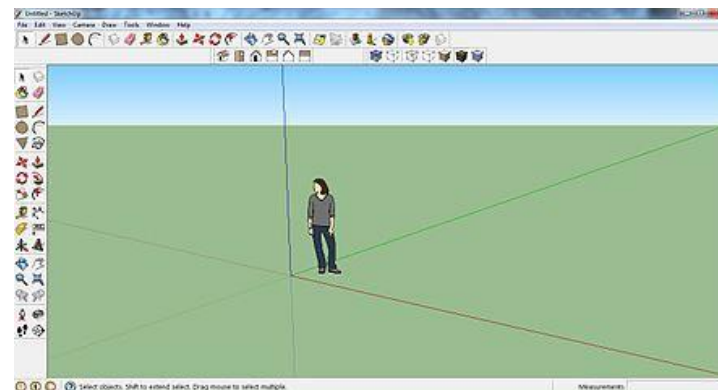 Untitled - SketchUp
File Edit View Camera Draw Tools Window Help
Select objects. Shift to extend select. Drag mouse to select multiple.
Measurements